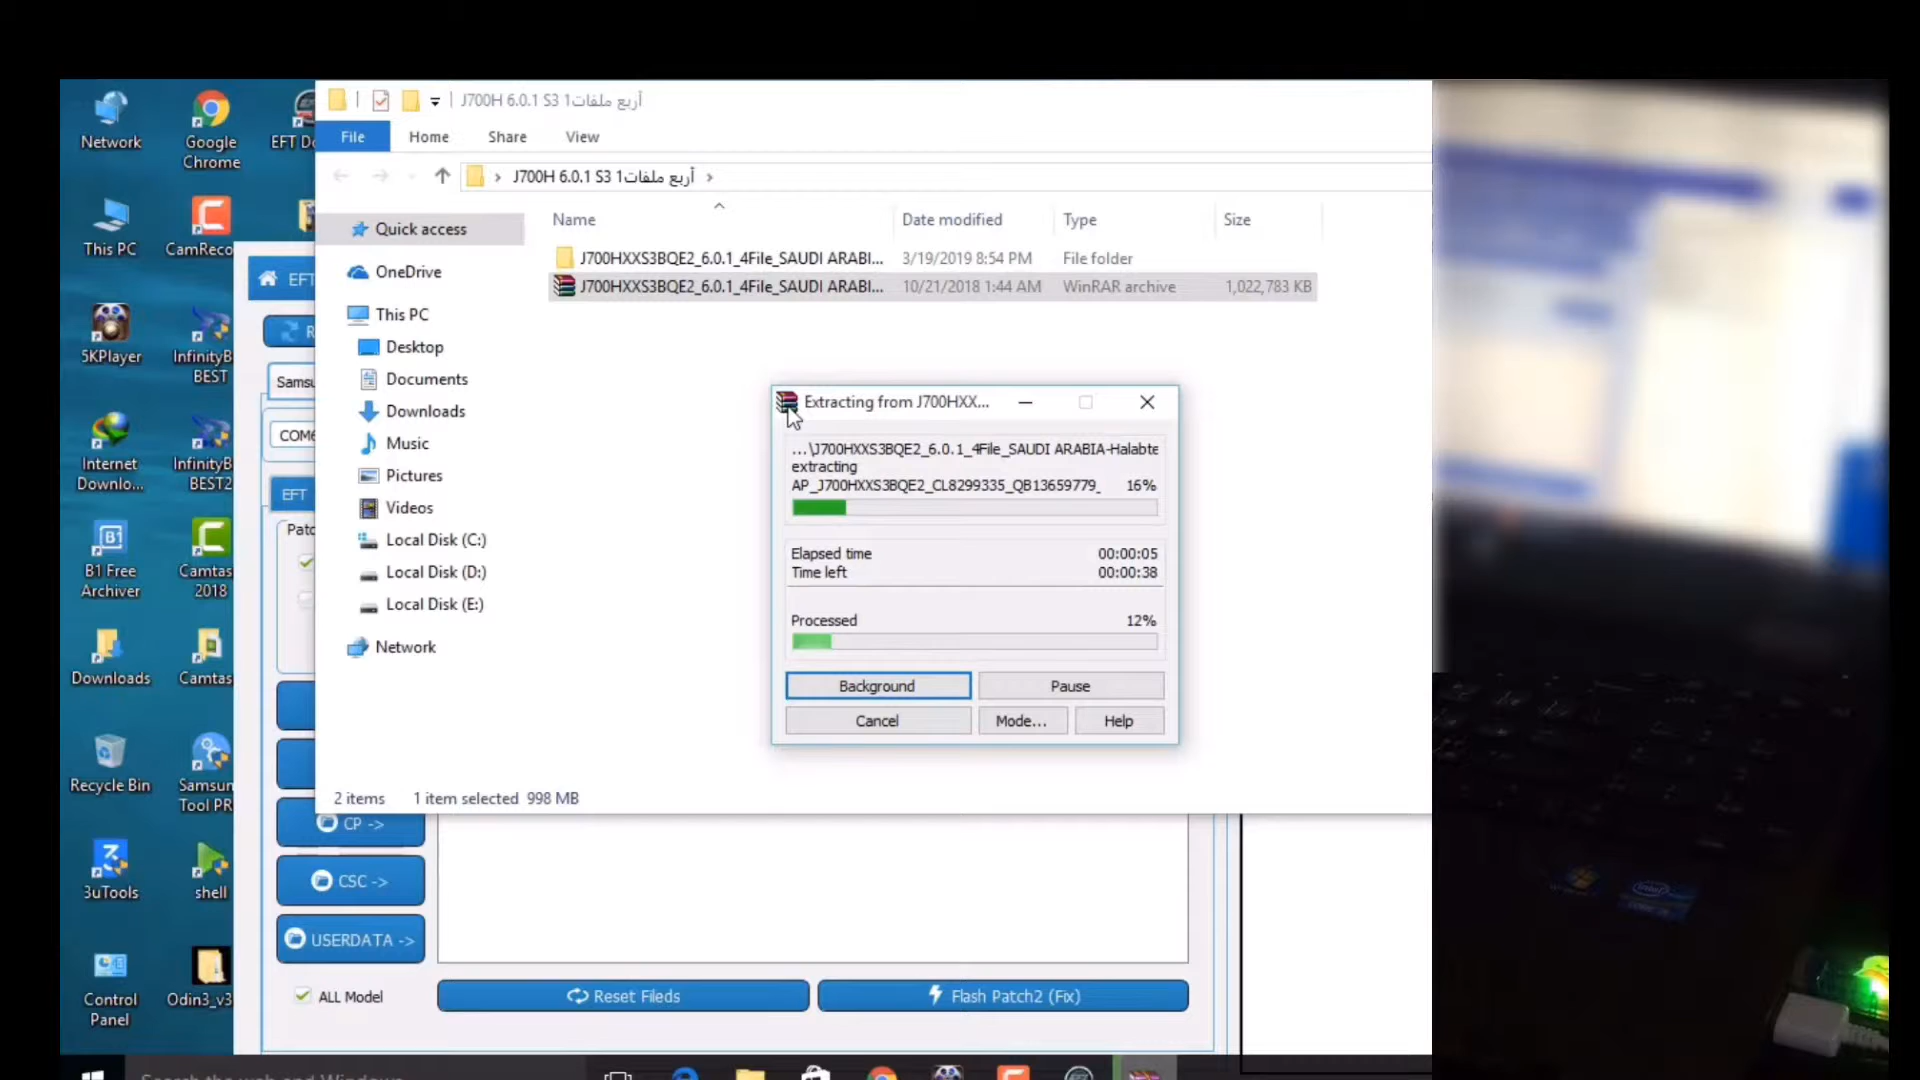 Network
Google
Chrome
EFT Do
This PC
CamReco
5KPlayer
InfinityB
BEST
Internet
Downlo...
InfinityB
BEST2
B1 Free
Archiver
Camtas
2018
Downloads
Camtas
Recycle Bin
Samsun
Tool PR
3uTools
shell
Control
Panel
Odin3_v3
J700H 6.0.1 S3 1أربع ملفات
File
Home
Share
View
J700H 6.0.1 S3 1أربع ملفات
Name
Date modified
Type
Size
Quick access
OneDrive
This PC
Desktop
Documents
Downloads
Music
Pictures
Videos
Local Disk (C:)
Local Disk (D:)
Local Disk (E:)
Network
J700HXXS3BQE2_6.0.1_4File_SAUDI ARABI... 3/19/2019 8:54 PM File folder
J700HXXS3BQE2_6.0.1_4File_SAUDI ARABI... 10/21/2018 1:44 AM WinRAR archive 1,022,783 KB
Extracting from J700HXX...
...\J700HXXS3BQE2_6.0.1_4File_SAUDI ARABIA-Halabte
extracting
AP_J700HXXS3BQE2_CL8299335_QB13659779_ 16%
Elapsed time 00:00:05
Time left 00:00:38
Processed 12%
Background
Pause
Cancel
Mode...
Help
2 items 1 item selected 998 MB
EFT
R
Samsu
COM6
EFT
Patc
CP ->
CSC ->
USERDATA ->
ALL Model
Reset Fileds
Flash Patch2 (Fix)